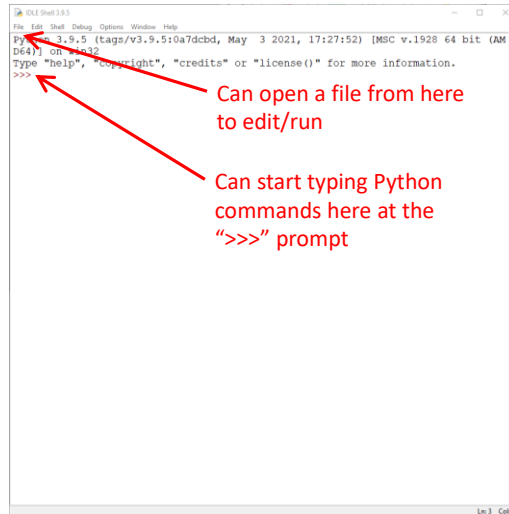 IDLE Shell 3.9.5
File Edit Shell Debug Options Window Help
Python 3.9.5 (tags/v3.9.5:0a7dcbd, May 3 2021, 17:27:52) [MSC v.1928 64 bit (AM
D64)] on win32
Type "help", "copyright", "credits" or "license()" for more information.
>>>
Can open a file from here
to edit/run
Can start typing Python
commands here at the
“>>>” prompt
Ln: 3 Col